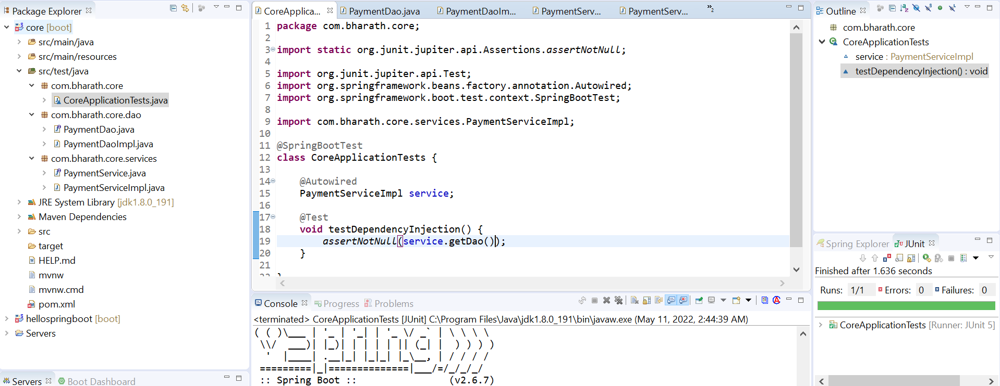 Package Explorer
core [boot]
src/main/java
src/main/resources
src/test/java
com.bharath.core
CoreApplicationTests.java
com.bharath.core.dao
PaymentDao.java
PaymentDaoImpl.java
com.bharath.core.services
PaymentService.java
PaymentServiceImpl.java
JRE System Library [jdk1.8.0_191]
Maven Dependencies
src
target
HELP.md
mvnw
mvnw.cmd
pom.xml
hellospringboot [boot]
Servers
Servers Boot Dashboard
CoreApplica... PaymentDao.java PaymentDaoIm... PaymentServ... PaymentServ... »2
1 package com.bharath.core;
2
3 import static org.junit.jupiter.api.Assertions.assertNotNull;
4
5 import org.junit.jupiter.api.Test;
6 import org.springframework.beans.factory.annotation.Autowired;
7 import org.springframework.boot.test.context.SpringBootTest;
8
9 import com.bharath.core.services.PaymentServiceImpl;
10
11 @SpringBootTest
12 class CoreApplicationTests {
13
14 @Autowired
15 PaymentServiceImpl service;
16
17 @Test
18 void testDependencyInjection() {
19 assertNotNull(service.getDao());
20 }
21
22 }
Console Progress Problems
<terminated> CoreApplicationTests [JUnit] C:\Program Files\Java\jdk1.8.0_191\bin\javaw.exe (May 11, 2022, 2:44:39 AM)
( ( )\___ | '_ | '_| | '_ \/ _` | \ \ \ \
 \\/  ___)| |_)| | | | | || (_| |  ) ) ) )
  '  |____| .__|_| |_|_| |_\__, | / / / /
 =========|_|==============|___/=/_/_/_/
:: Spring Boot :: (v2.6.7)
Outline
com.bharath.core
CoreApplicationTests
service : PaymentServiceImpl
testDependencyInjection() : void
Spring Explorer JUnit
Finished after 1.636 seconds
Runs: 1/1 Errors: 0 Failures: 0
CoreApplicationTests [Runner: JUnit 5]